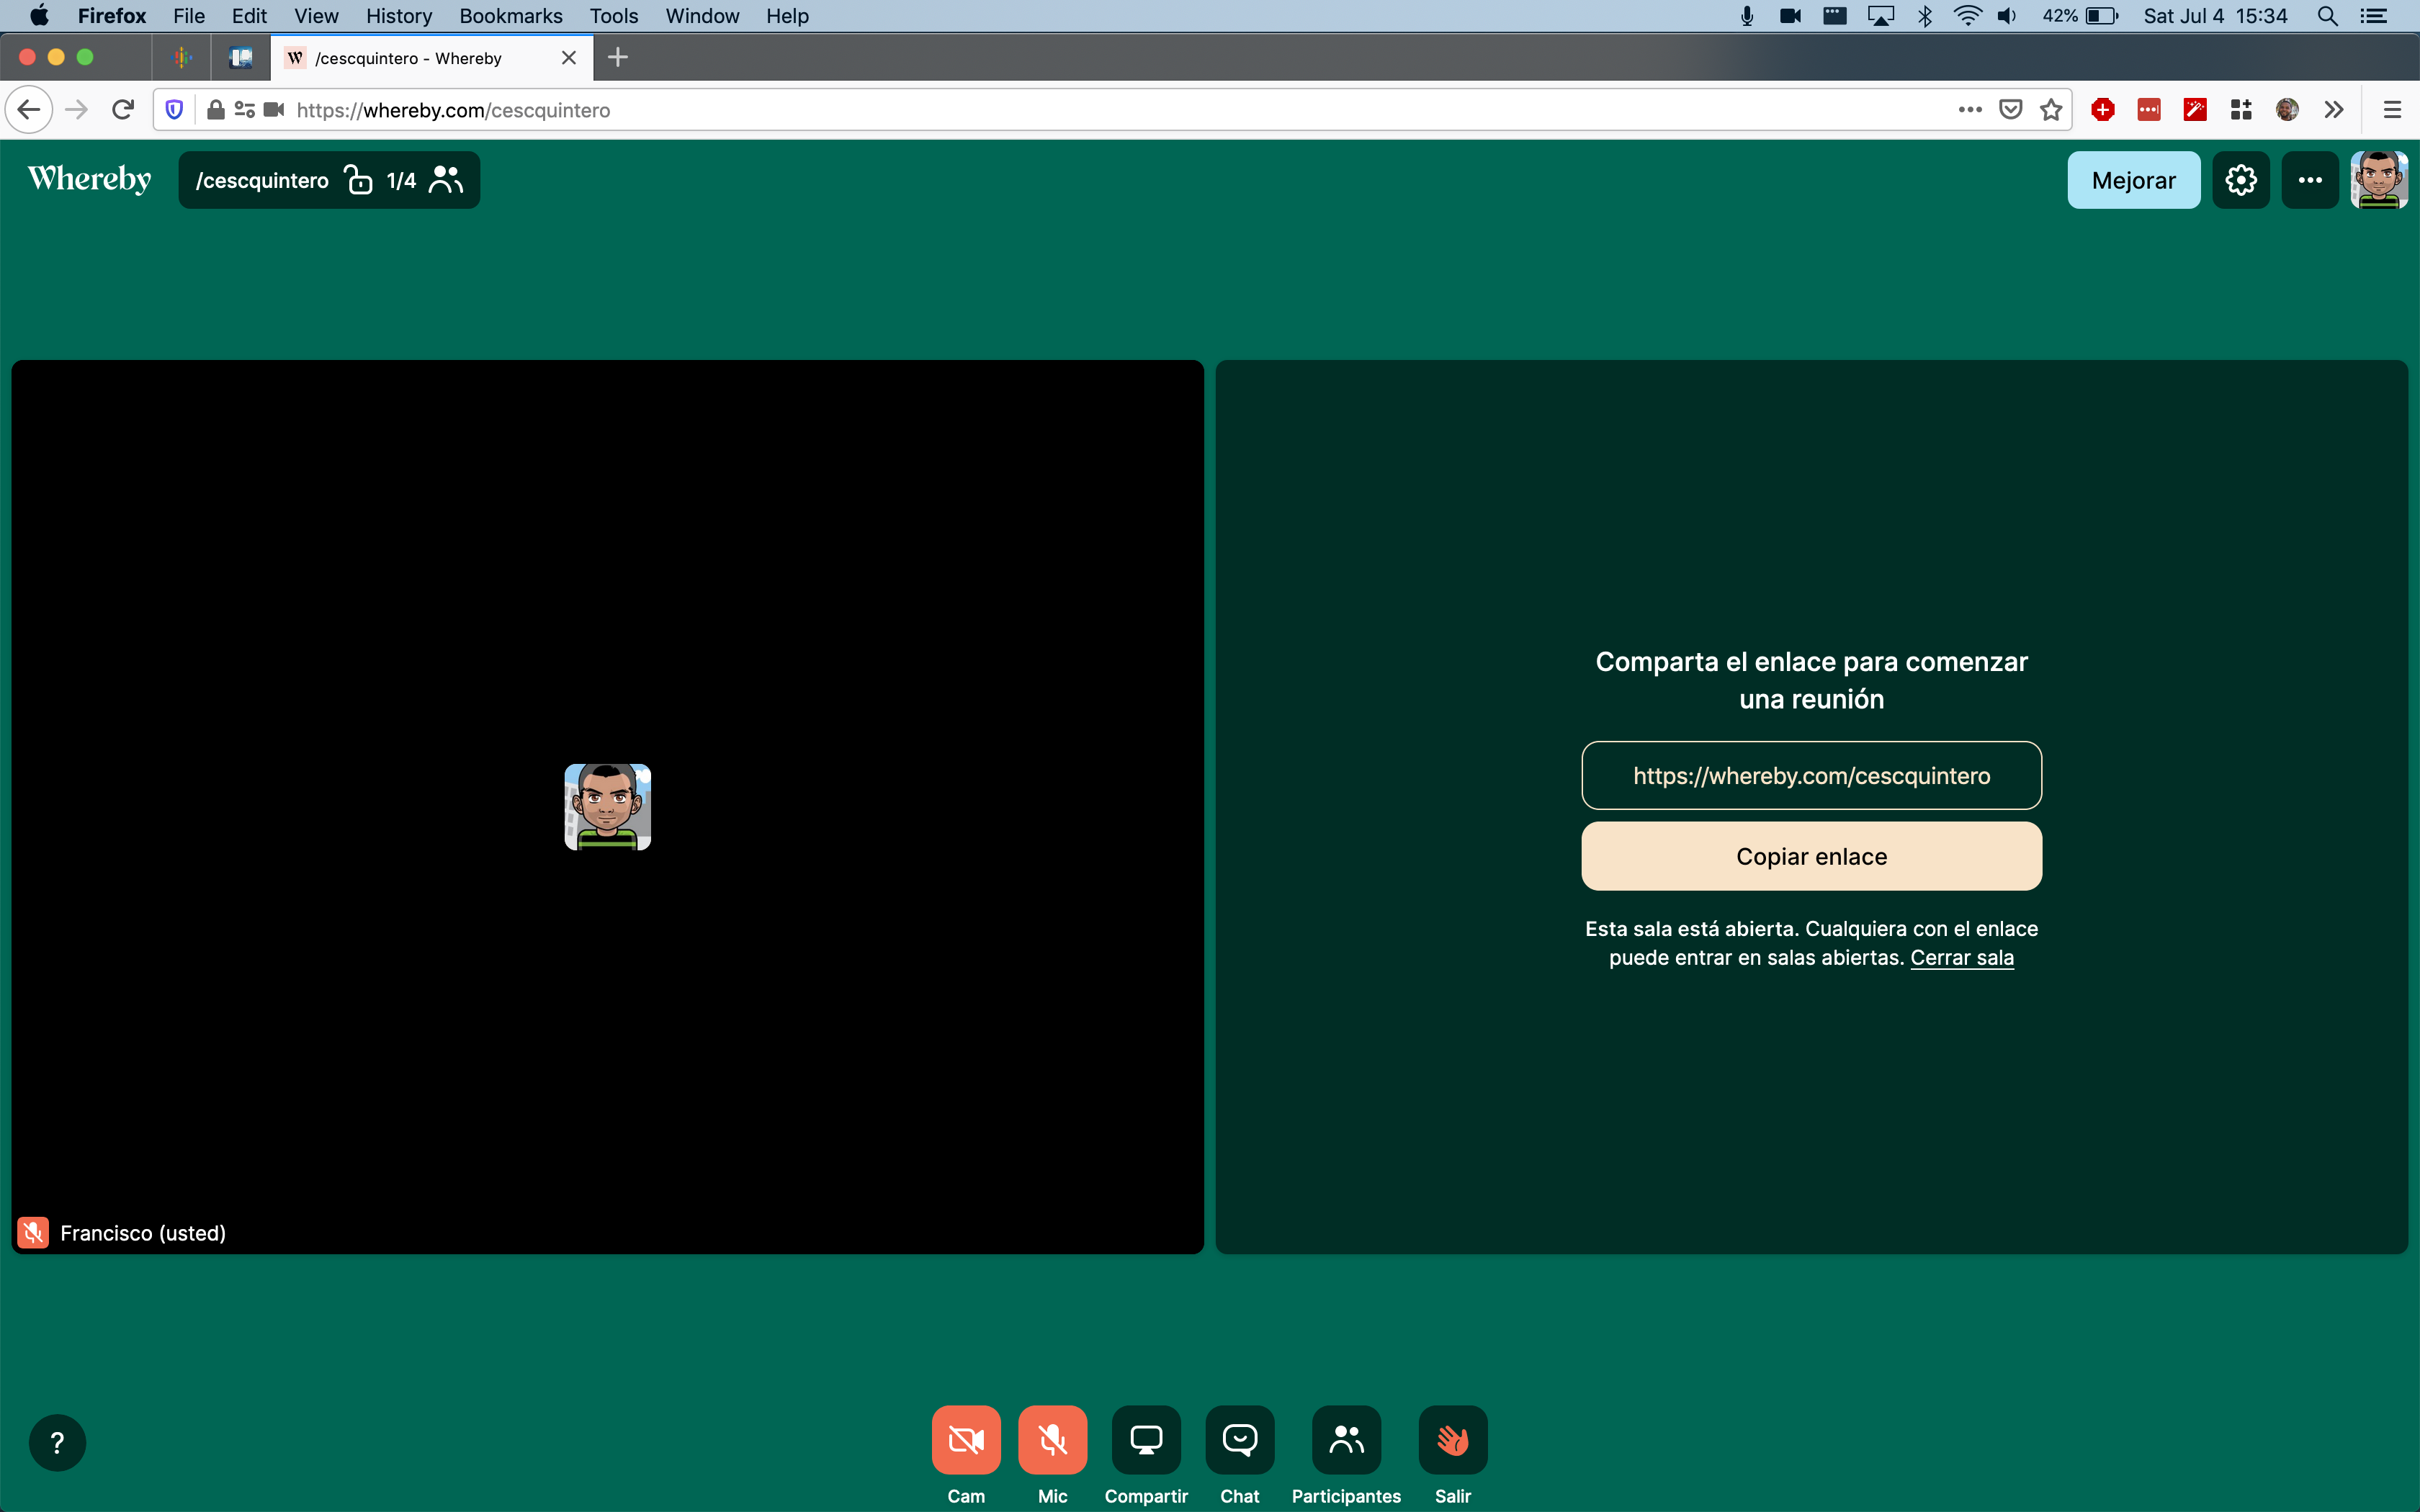 Firefox File Edit View History Bookmarks Tools Window Help 42% Sat Jul 4 15:34
W /cescquintero - Whereby
https://whereby.com/cescquintero
Whereby /cescquintero 1/4 Mejorar
Comparta el enlace para comenzar
una reunión
https://whereby.com/cescquintero
Copiar enlace
Esta sala está abierta. Cualquiera con el enlace
puede entrar en salas abiertas. Cerrar sala
Francisco (usted)
?
Cam Mic Compartir Chat Participantes Salir